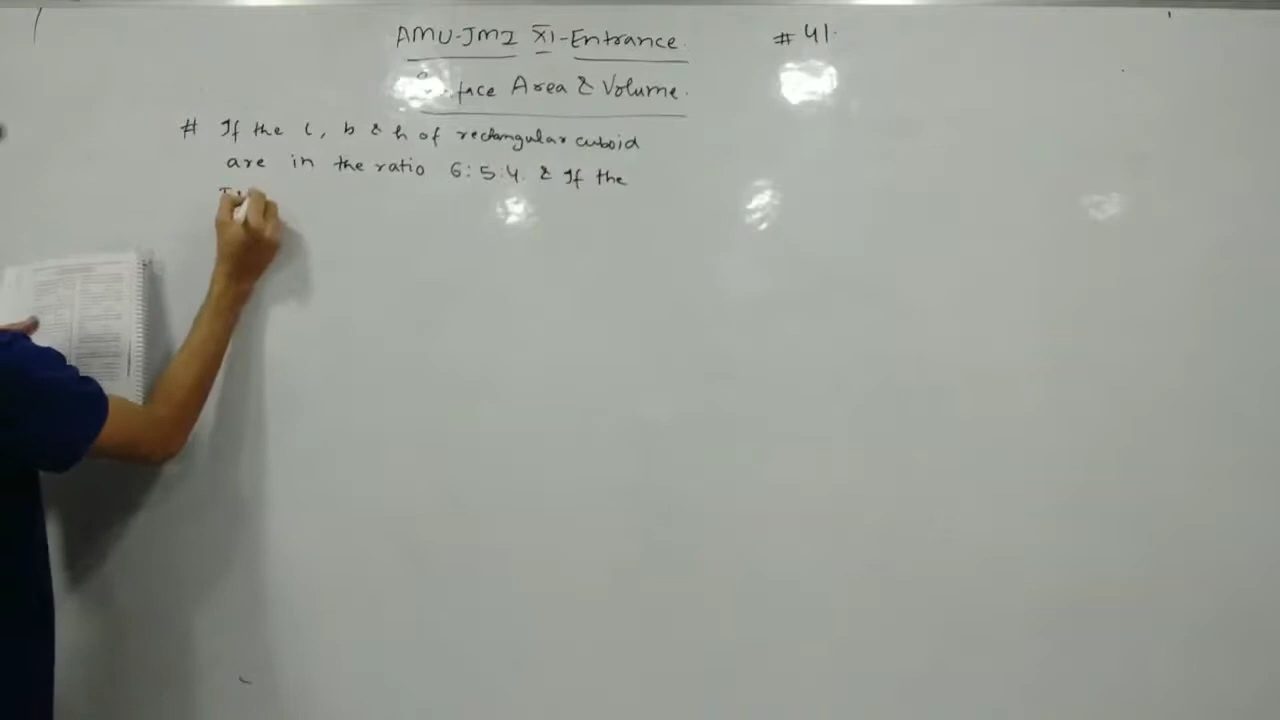 AMU-JMI XI-Entrance # 41.
face Area & Volume.
# If the l, b & h of rectangular cuboid
are in the ratio 6:5:4. & If the